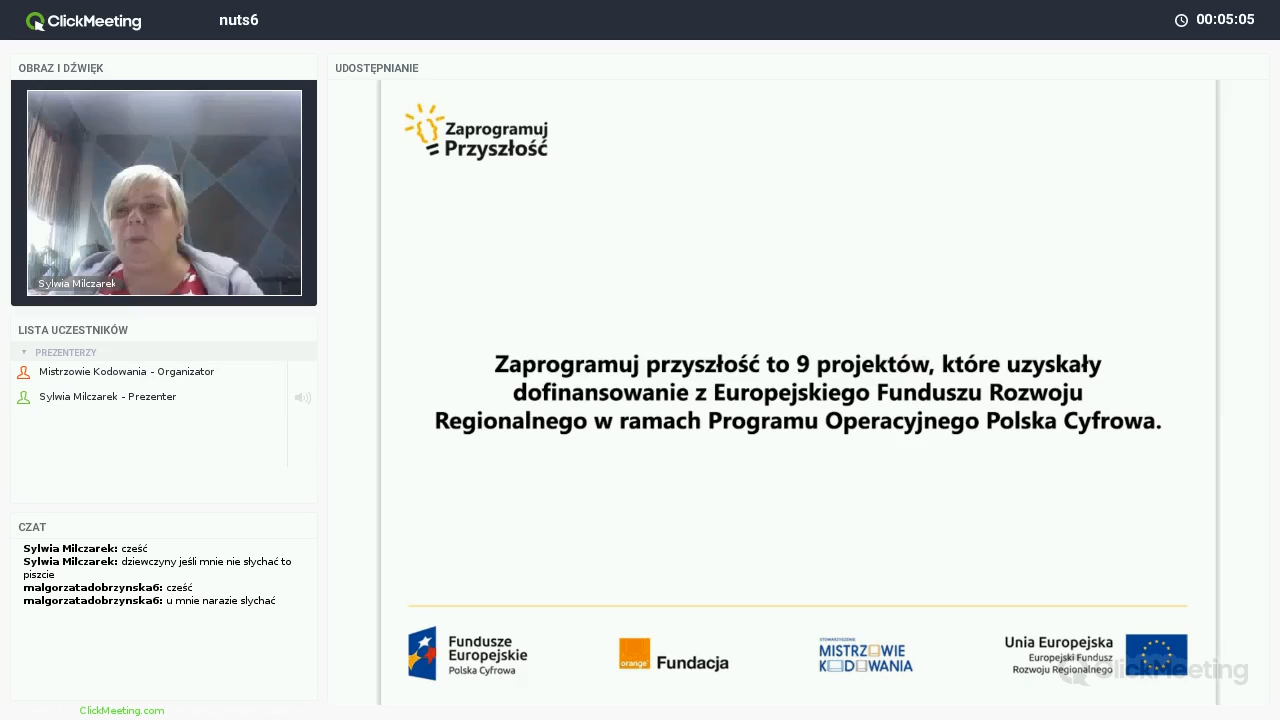 ClickMeeting
nuts6
00:05:05
OBRAZ I DŹWIĘK
Sylwia Milczarek
LISTA UCZESTNIKÓW
PREZENTERZY
Mistrzowie Kodowania - Organizator
Sylwia Milczarek - Prezenter
CZAT
Sylwia Milczarek: cześć
Sylwia Milczarek: dziewczyny jeśli mnie nie słychać to
piszcie
malgorzatadobrzynska6: cześć
malgorzatadobrzynska6: u mnie narazie slychać
ClickMeeting.com
UDOSTĘPNIANIE
Zaprogramuj
Przyszłość
Zaprogramuj przyszłość to 9 projektów, które uzyskały
dofinansowanie z Europejskiego Funduszu Rozwoju
Regionalnego w ramach Programu Operacyjnego Polska Cyfrowa.
Fundusze
Europejskie
Polska Cyfrowa
orange
Fundacja
STOWARZYSZENIE
MISTRZOWIE
KODOWANIA
Unia Europejska
Europejski Fundusz
Rozwoju Regionalnego
ClickMeeting